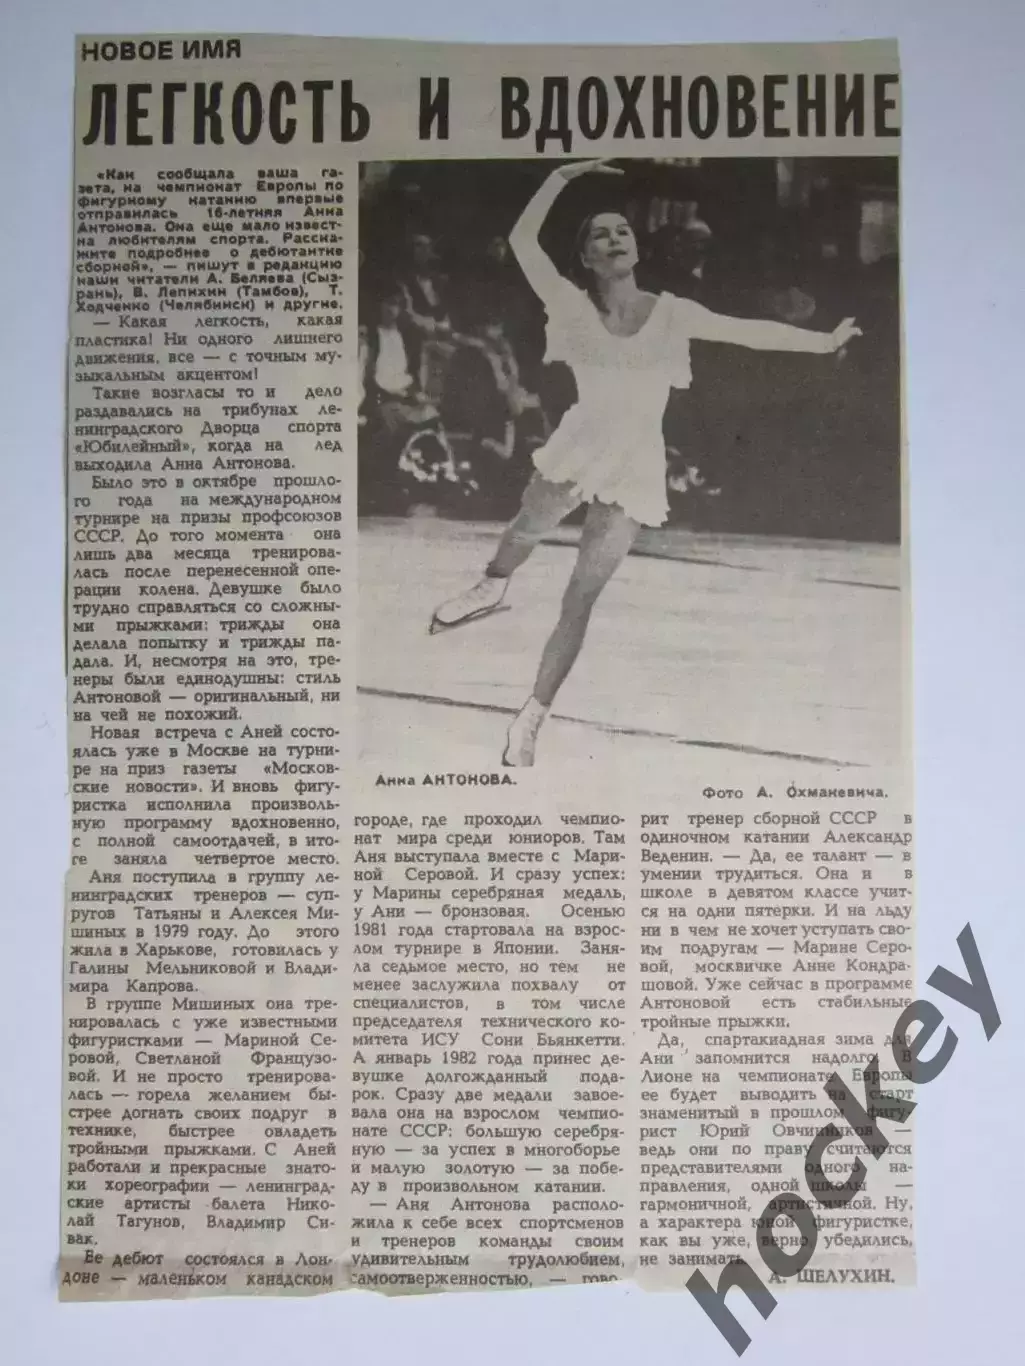 НОВОЕ ИМЯ
ЛЕГКОСТЬ И ВДОХНОВЕНИЕ
«Как сообщала ваша га-
зета, на чемпионат Европы по
фигурному катанию впервые
отправилась 16-летняя Анна
Антонова. Она еще мало извест-
на любителям спорта. Расска-
жите подробнее о дебютантке
сборной», — пишут в редакцию
наши читатели А. Беляева (Сыз-
рань), В. Лепихин (Тамбов), Т.
Ходченко (Челябинск) и другие.
— Какая легкость, какая
пластика! Ни одного лишнего
движения, все — с точным му-
зыкальным акцентом!
Такие возгласы то и дело
раздавались на трибунах ле-
нинградского Дворца спорта
«Юбилейный», когда на лед
выходила Анна Антонова.
Было это в октябре прошло-
го года на международном
турнире на призы профсоюзов
СССР. До того момента она
лишь два месяца тренирова-
лась после перенесенной опе-
рации колена. Девушке было
трудно справляться со сложны-
ми прыжками: трижды она
делала попытку и трижды па-
дала. И, несмотря на это, тре-
неры были единодушны: стиль
Антоновой — оригинальный, ни
на чей не похожий.
Новая встреча с Аней состо-
ялась уже в Москве на турни-
ре на приз газеты «Москов-
ские новости». И вновь фигу-
ристка исполнила произволь-
ную программу вдохновенно,
с полной самоотдачей, в ито-
ге заняла четвертое место.
Аня поступила в группу ле-
нинградских тренеров — суп-
ругов Татьяны и Алексея Ми-
шиных в 1979 году. До этого
жила в Харькове, готовилась у
Галины Мельниковой и Влади-
мира Капрова.
В группе Мишиных она тре-
нировалась с уже известными
фигуристками — Мариной Се-
ровой, Светланой Французо-
вой. И не просто тренирова-
лась — горела желанием бы-
стрее догнать своих подруг в
технике, быстрее овладеть
тройными прыжками. С Аней
работали и прекрасные знато-
ки хореографии — ленинград-
ские артисты балета Нико-
лай Тагунов, Владимир Си-
вак.
Ее дебют состоялся в Лон-
доне — маленьком канадском
Анна АНТОНОВА.
Фото А. Охманевича.
городе, где проходил чемпио-
нат мира среди юниоров. Там
Аня выступала вместе с Мари-
ной Серовой. И сразу успех:
у Марины серебряная медаль,
у Ани — бронзовая. Осенью
1981 года стартовала на взрос-
лом турнире в Японии. Заня-
ла седьмое место, но тем не
менее заслужила похвалу от
специалистов, в том числе
председателя технического ко-
митета ИСУ Сони Бьянкетти.
А январь 1982 года принес де-
вушке долгожданный пода-
рок. Сразу две медали завое-
вала она на взрослом чемпио-
нате СССР: большую серебря-
ную — за успех в многоборье
и малую золотую — за побе-
ду в произвольном катании.
— Аня Антонова располо-
жила к себе всех спортсменов
и тренеров команды своим
удивительным трудолюбием,
самоотверженностью, — гово-
рит тренер сборной СССР в
одиночном катании Александр
Веденин. — Да, ее талант — в
умении трудиться. Она и в
школе в девятом классе учит-
ся на одни пятерки. И на льду
ни в чем не хочет уступать сво-
им подругам — Марине Серо-
вой, москвичке Анне Кондра-
шовой. Уже сейчас в программе
Антоновой есть стабильные
тройные прыжки.
Да, спартакиадная зима для
Ани запомнится надолго. В
Лионе на чемпионате Европы
ее будет выводить на старт
знаменитый в прошлом фигу-
рист Юрий Овчинников —
ведь они по праву считаются
представителями одного на-
правления, одной школы —
гармоничной, артистичной. Ну,
а характера юной фигуристке,
как вы уже, верно убедились,
не занимать.
А. ШЕЛУХИН.
hockey